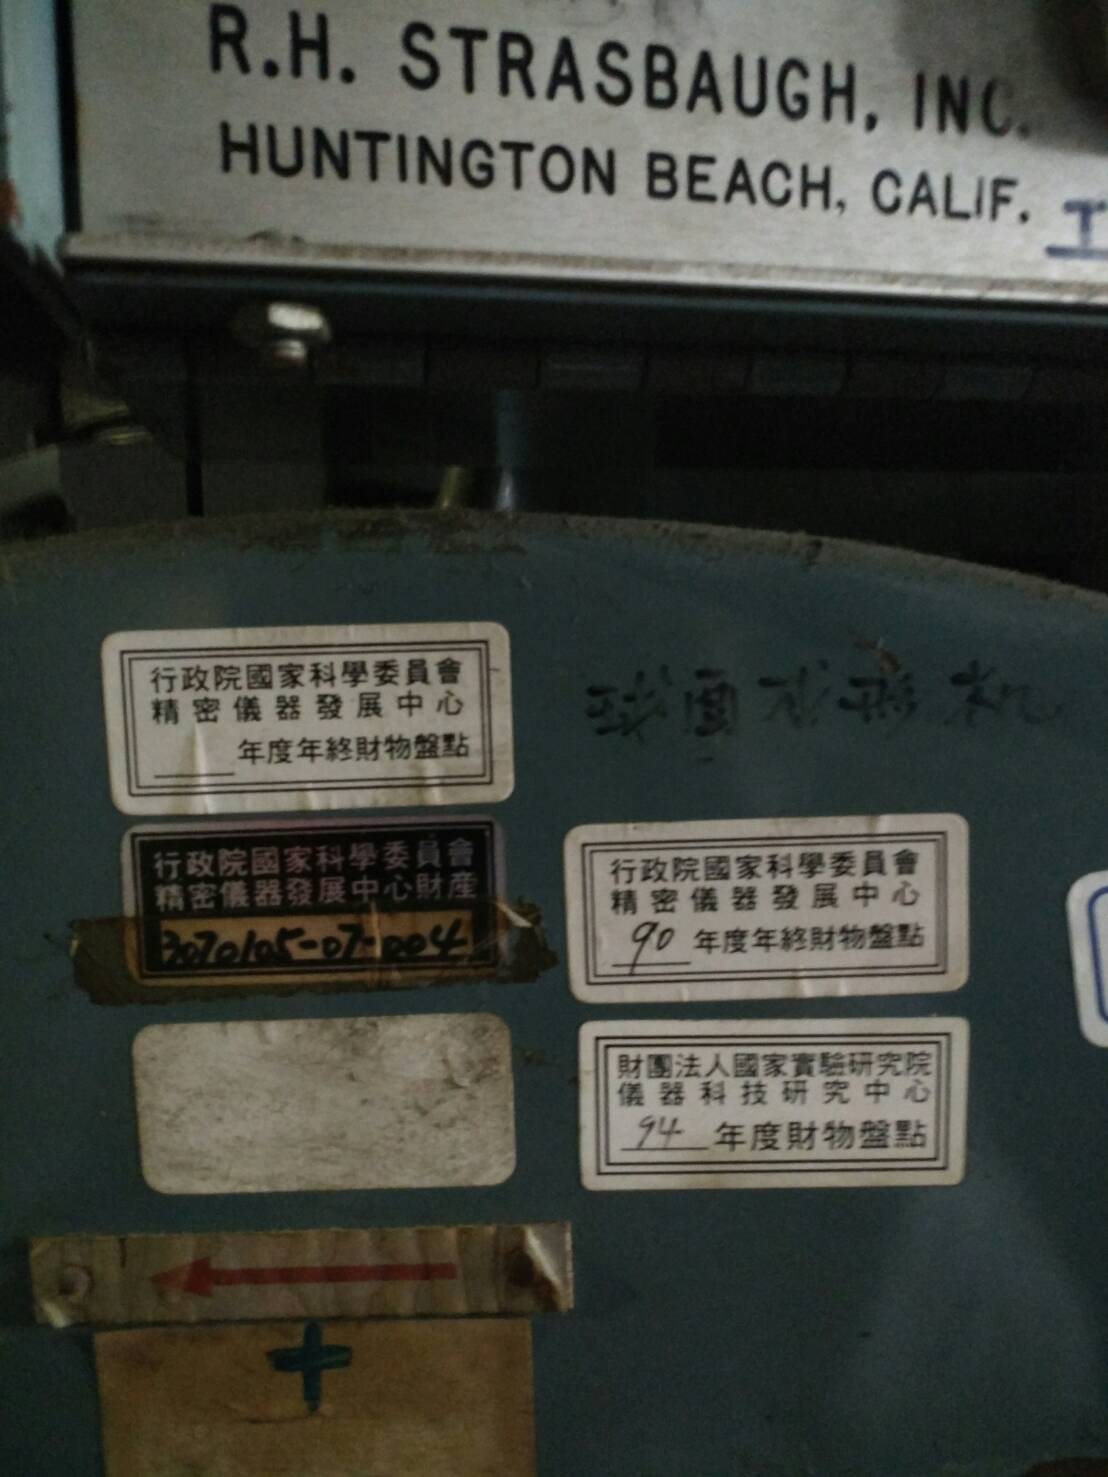 R.H. STRASBAUGH, INC.
HUNTINGTON BEACH, CALIF.
行政院國家科學委員會
精密儀器發展中心
年度年終財物盤點
行政院國家科學委員會
精密儀器發展中心財產
3070105-07-004
行政院國家科學委員會
精密儀器發展中心
90 年度年終財物盤點
財團法人國家實驗研究院
儀器科技研究中心
94 年度財物盤點
+